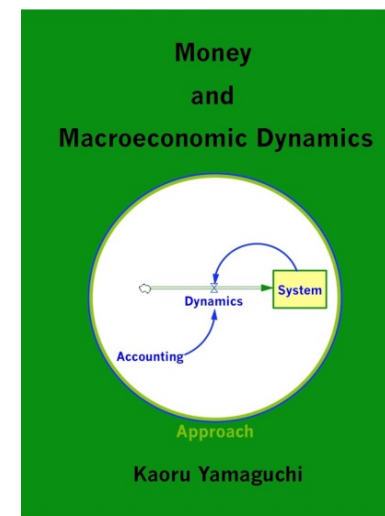 Money
and
Macroeconomic Dynamics
System
Dynamics
Accounting
Approach
Kaoru Yamaguchi